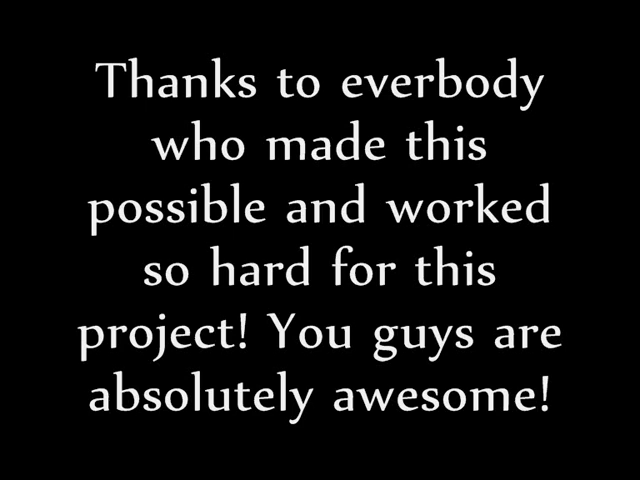 Thanks to everbody
who made this
possible and worked
so hard for this
project! You guys are
absolutely awesome!